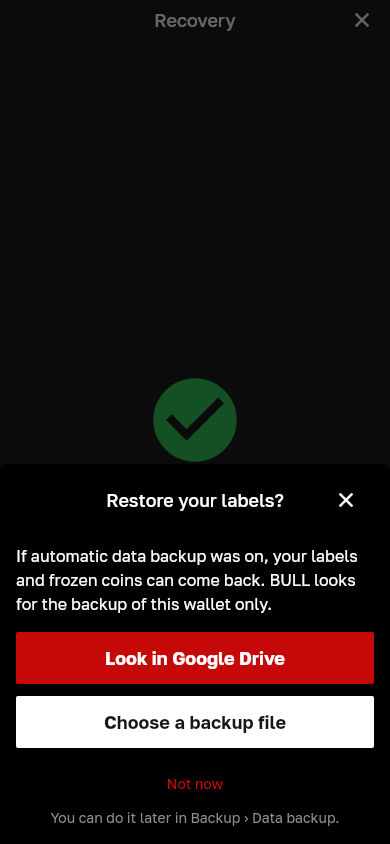 Recovery
Restore your labels?
If automatic data backup was on, your labels
and frozen coins can come back. BULL looks
for the backup of this wallet only.
Look in Google Drive
Choose a backup file
Not now
You can do it later in Backup › Data backup.